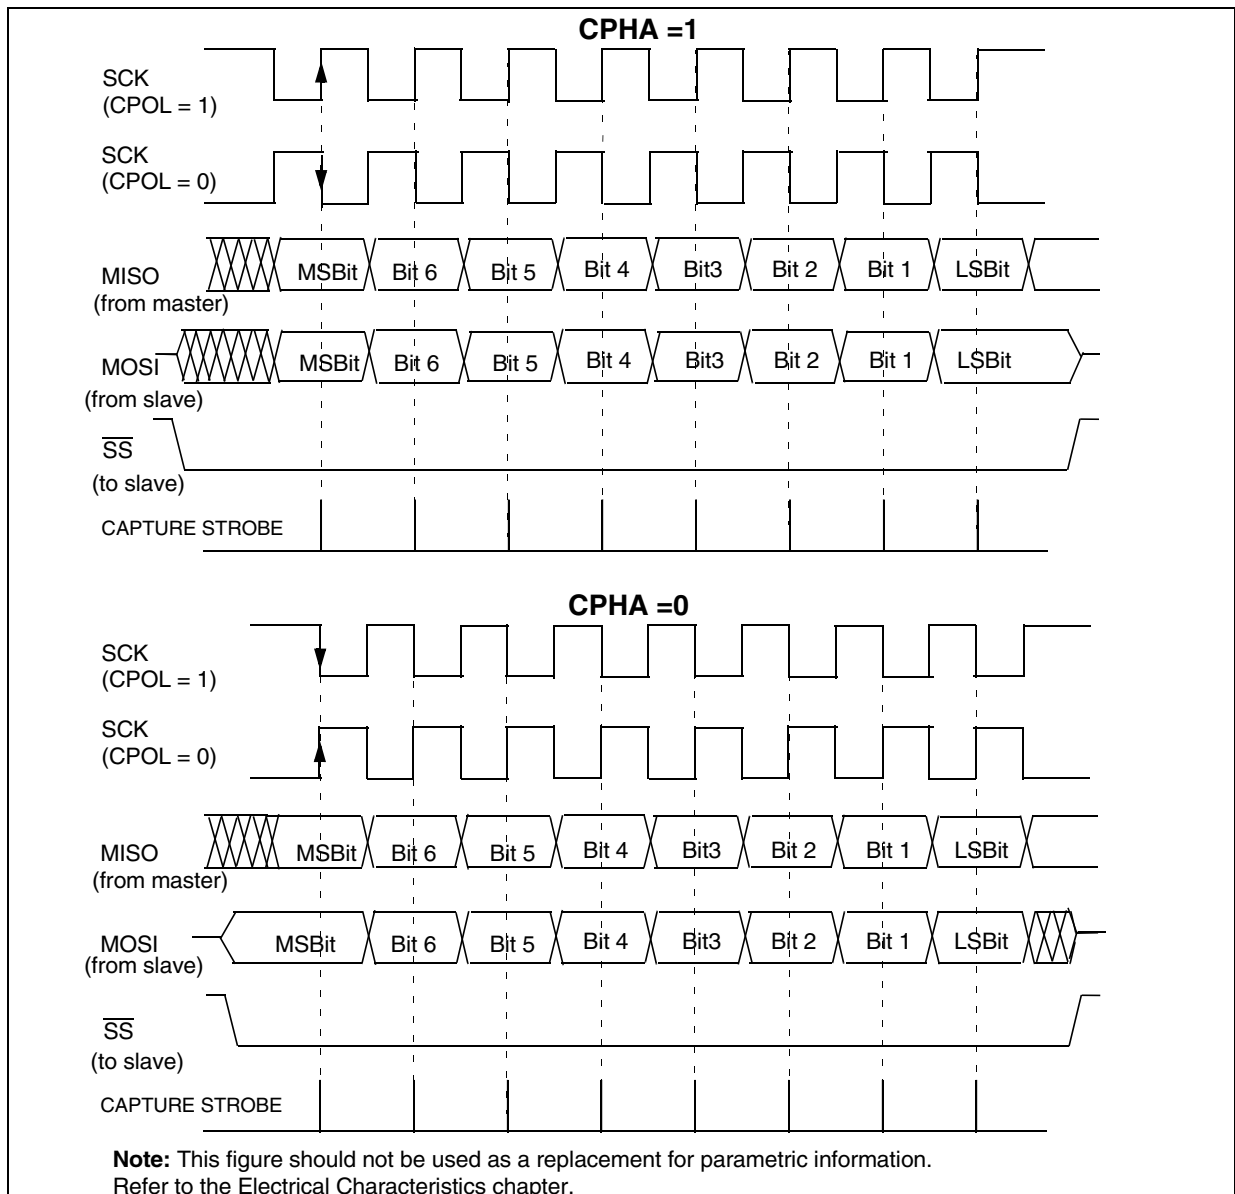 CPHA =1
SCK
(CPOL = 1)
SCK
(CPOL = 0)
MISO
(from master)
MSBit Bit 6 Bit 5 Bit 4 Bit3 Bit 2 Bit 1 LSBit
MOSI
(from slave)
MSBit Bit 6 Bit 5 Bit 4 Bit3 Bit 2 Bit 1 LSBit
SS
(to slave)
CAPTURE STROBE
CPHA =0
SCK
(CPOL = 1)
SCK
(CPOL = 0)
MISO
(from master)
MSBit Bit 6 Bit 5 Bit 4 Bit3 Bit 2 Bit 1 LSBit
MOSI
(from slave)
MSBit Bit 6 Bit 5 Bit 4 Bit3 Bit 2 Bit 1 LSBit
SS
(to slave)
CAPTURE STROBE
Note: This figure should not be used as a replacement for parametric information.
Refer to the Electrical Characteristics chapter.